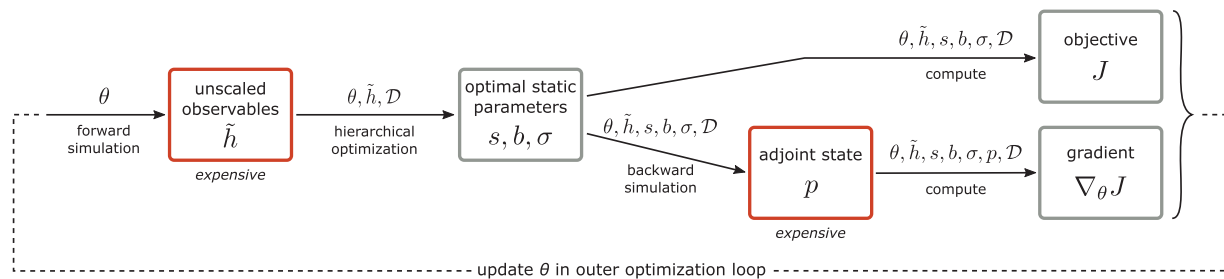 θ
forward
simulation
unscaled
observables
h̃
expensive
θ, h̃, 𝒟
hierarchical
optimization
optimal static
parameters
s, b, σ
θ, h̃, s, b, σ, 𝒟
compute
objective
J
θ, h̃, s, b, σ, 𝒟
backward
simulation
adjoint state
p
expensive
θ, h̃, s, b, σ, p, 𝒟
compute
gradient
∇θJ
update θ in outer optimization loop